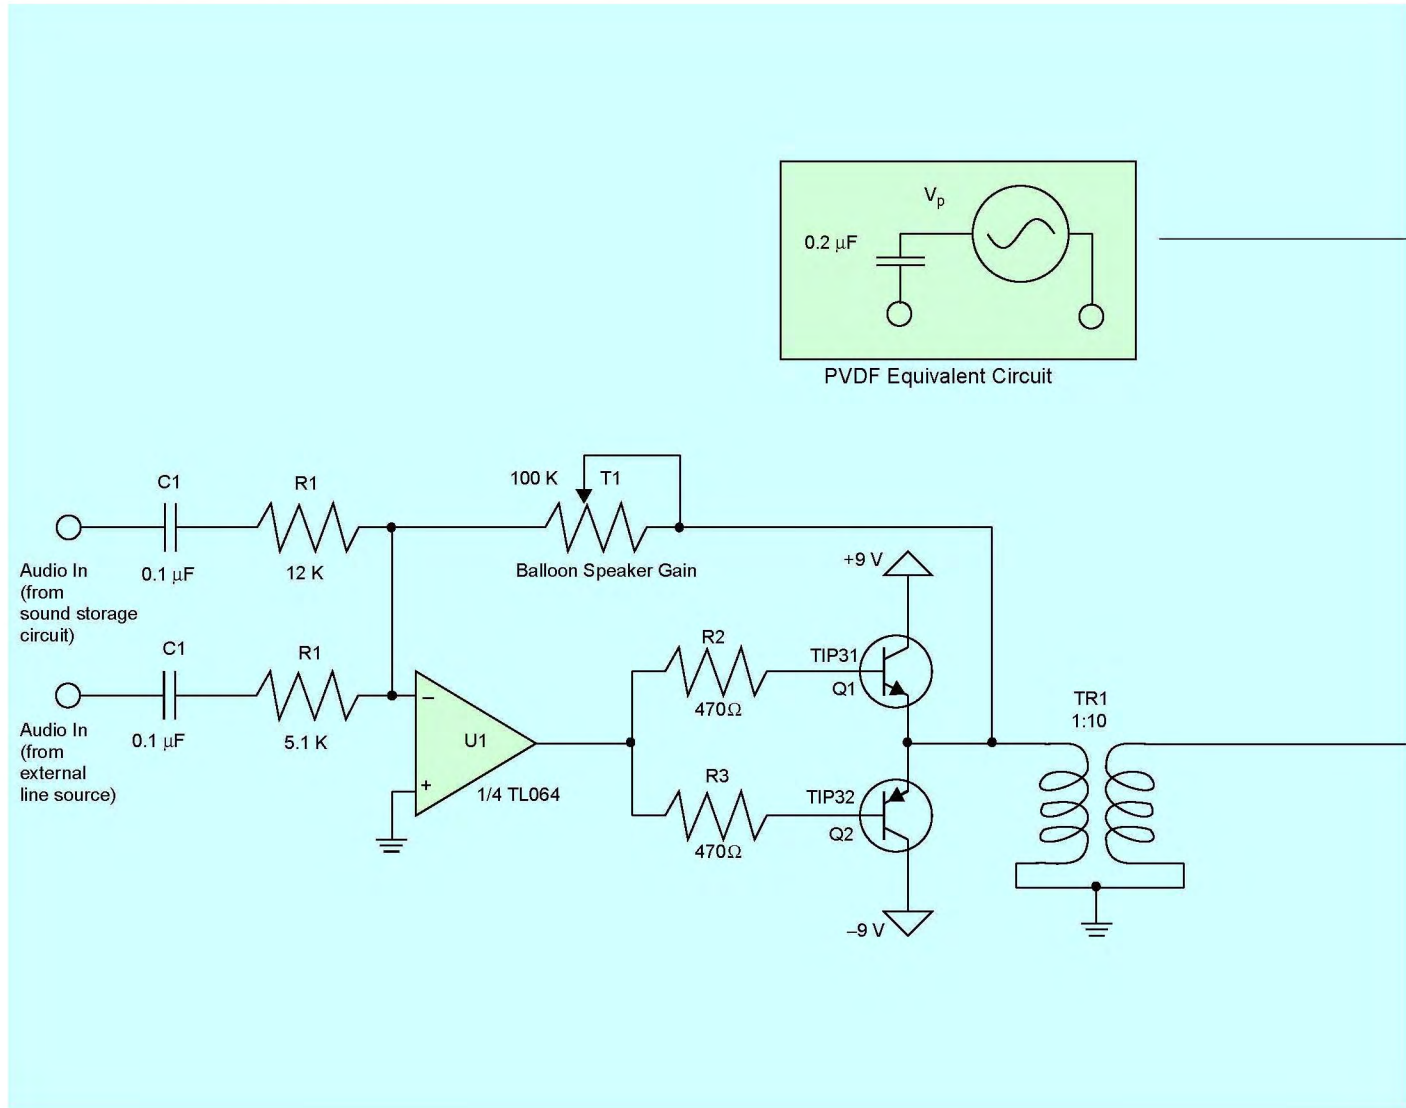 V_p
0.2 µF
PVDF Equivalent Circuit
C1
R1
100 K
T1
0.1 µF
12 K
Balloon Speaker Gain
Audio In
(from
sound storage
circuit)
+9 V
C1
R1
R2
TIP31
Q1
0.1 µF
5.1 K
–
U1
+
1/4 TL064
470Ω
Audio In
(from
external
line source)
TR1
1:10
R3
TIP32
Q2
470Ω
–9 V